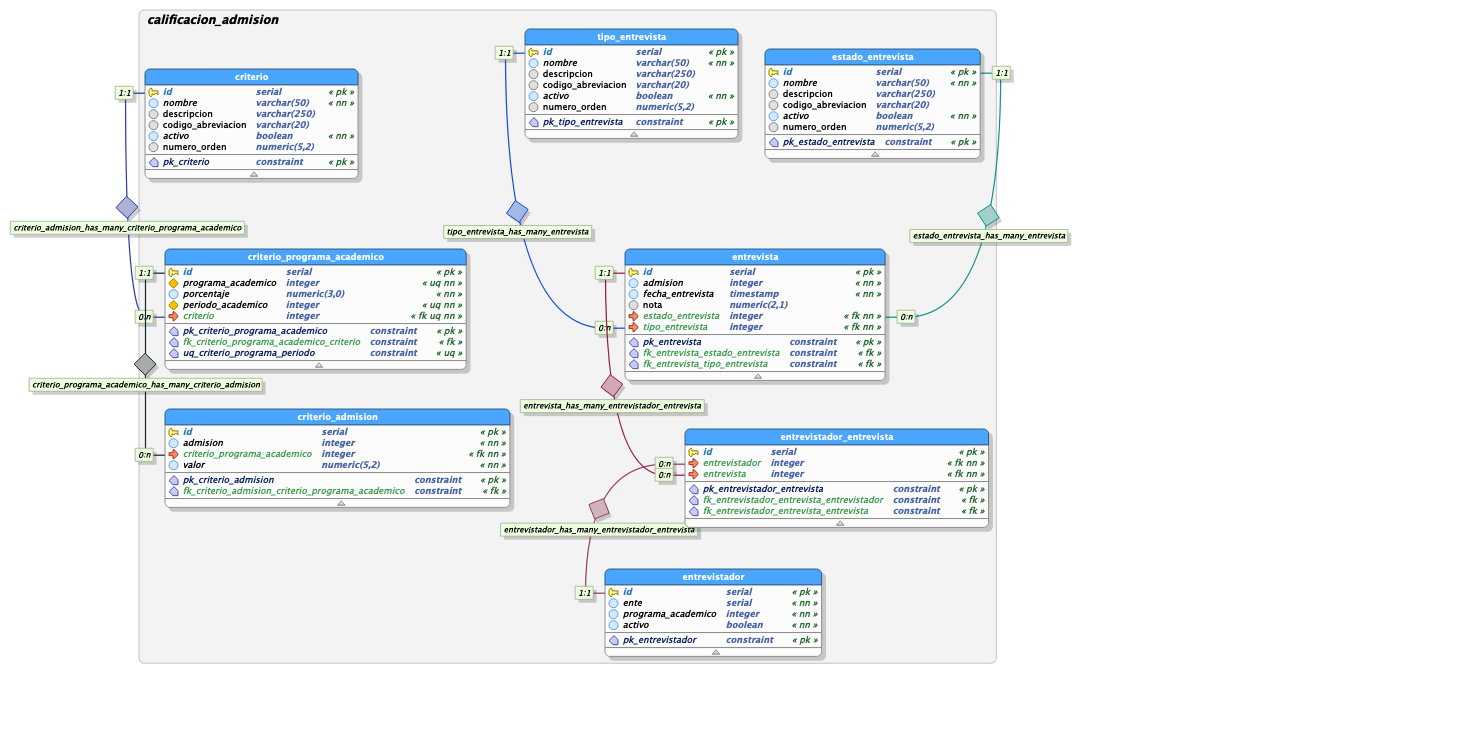 calificacion_admision
criterio
id serial « pk »
nombre varchar(50) « nn »
descripcion varchar(250)
codigo_abreviacion varchar(20)
activo boolean « nn »
numero_orden numeric(5,2)
pk_criterio constraint « pk »
tipo_entrevista
id serial « pk »
nombre varchar(50) « nn »
descripcion varchar(250)
codigo_abreviacion varchar(20)
activo boolean « nn »
numero_orden numeric(5,2)
pk_tipo_entrevista constraint « pk »
estado_entrevista
id serial « pk »
nombre varchar(50) « nn »
descripcion varchar(250)
codigo_abreviacion varchar(20)
activo boolean « nn »
numero_orden numeric(5,2)
pk_estado_entrevista constraint « pk »
1:1
1:1
1:1
criterio_admision_has_many_criterio_programa_academico
tipo_entrevista_has_many_entrevista
estado_entrevista_has_many_entrevista
criterio_programa_academico
1:1
id serial « pk »
programa_academico integer « uq nn »
porcentaje numeric(3,0) « nn »
periodo_academico integer « uq nn »
0:n
criterio integer « fk uq nn »
pk_criterio_programa_academico constraint « pk »
fk_criterio_programa_academico_criterio constraint « fk »
uq_criterio_programa_periodo constraint « uq »
entrevista
1:1
id serial « pk »
admision integer « nn »
fecha_entrevista timestamp « nn »
nota numeric(2,1)
estado_entrevista integer « fk nn »
0:n
0:n
tipo_entrevista integer « fk nn »
pk_entrevista constraint « pk »
fk_entrevista_estado_entrevista constraint « fk »
fk_entrevista_tipo_entrevista constraint « fk »
criterio_programa_academico_has_many_criterio_admision
entrevista_has_many_entrevistador_entrevista
criterio_admision
id serial « pk »
admision integer « nn »
0:n
criterio_programa_academico integer « fk nn »
valor numeric(5,2) « nn »
pk_criterio_admision constraint « pk »
fk_criterio_admision_criterio_programa_academico constraint « fk »
entrevistador_entrevista
id serial « pk »
0:n
entrevistador integer « fk nn »
0:n
entrevista integer « fk nn »
pk_entrevistador_entrevista constraint « pk »
fk_entrevistador_entrevista_entrevistador constraint « fk »
fk_entrevistador_entrevista_entrevista constraint « fk »
entrevistador_has_many_entrevistador_entrevista
entrevistador
1:1
id serial « pk »
ente serial « nn »
programa_academico integer « nn »
activo boolean « nn »
pk_entrevistador constraint « pk »